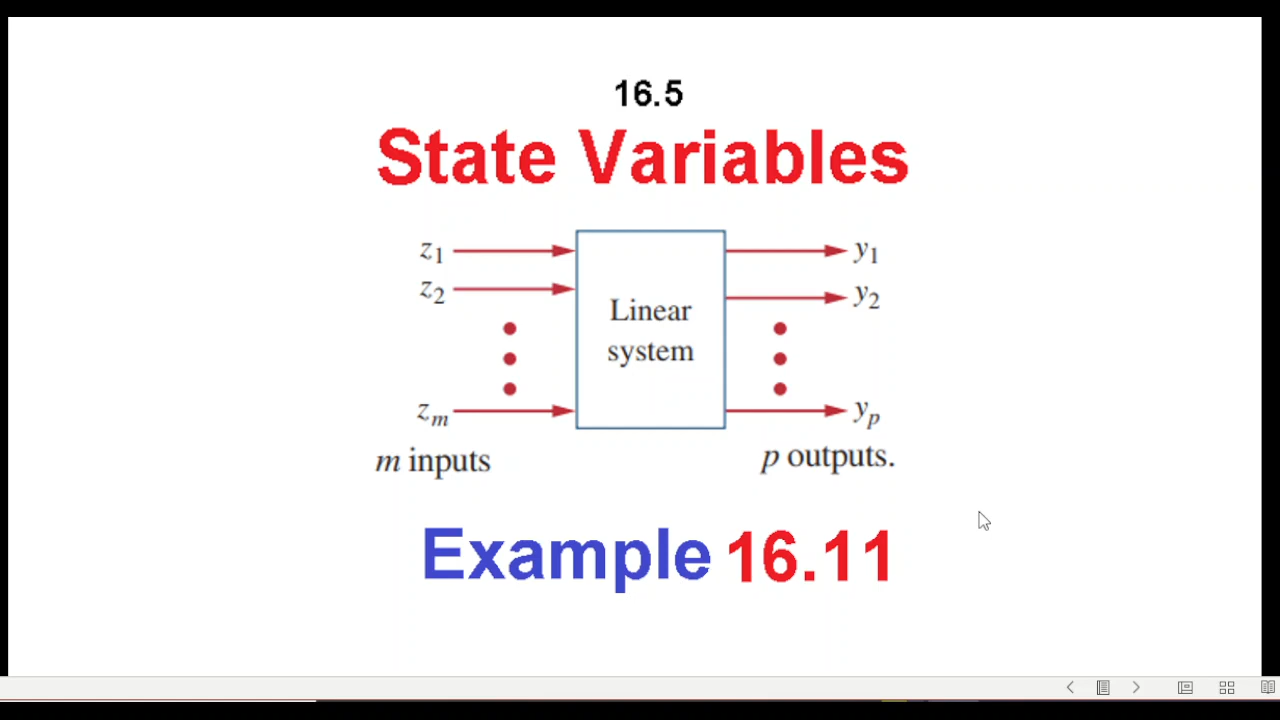 16.5
State Variables
z1 y1
z2 y2
Linear
system
zm yp
m inputs p outputs.
Example 16.11